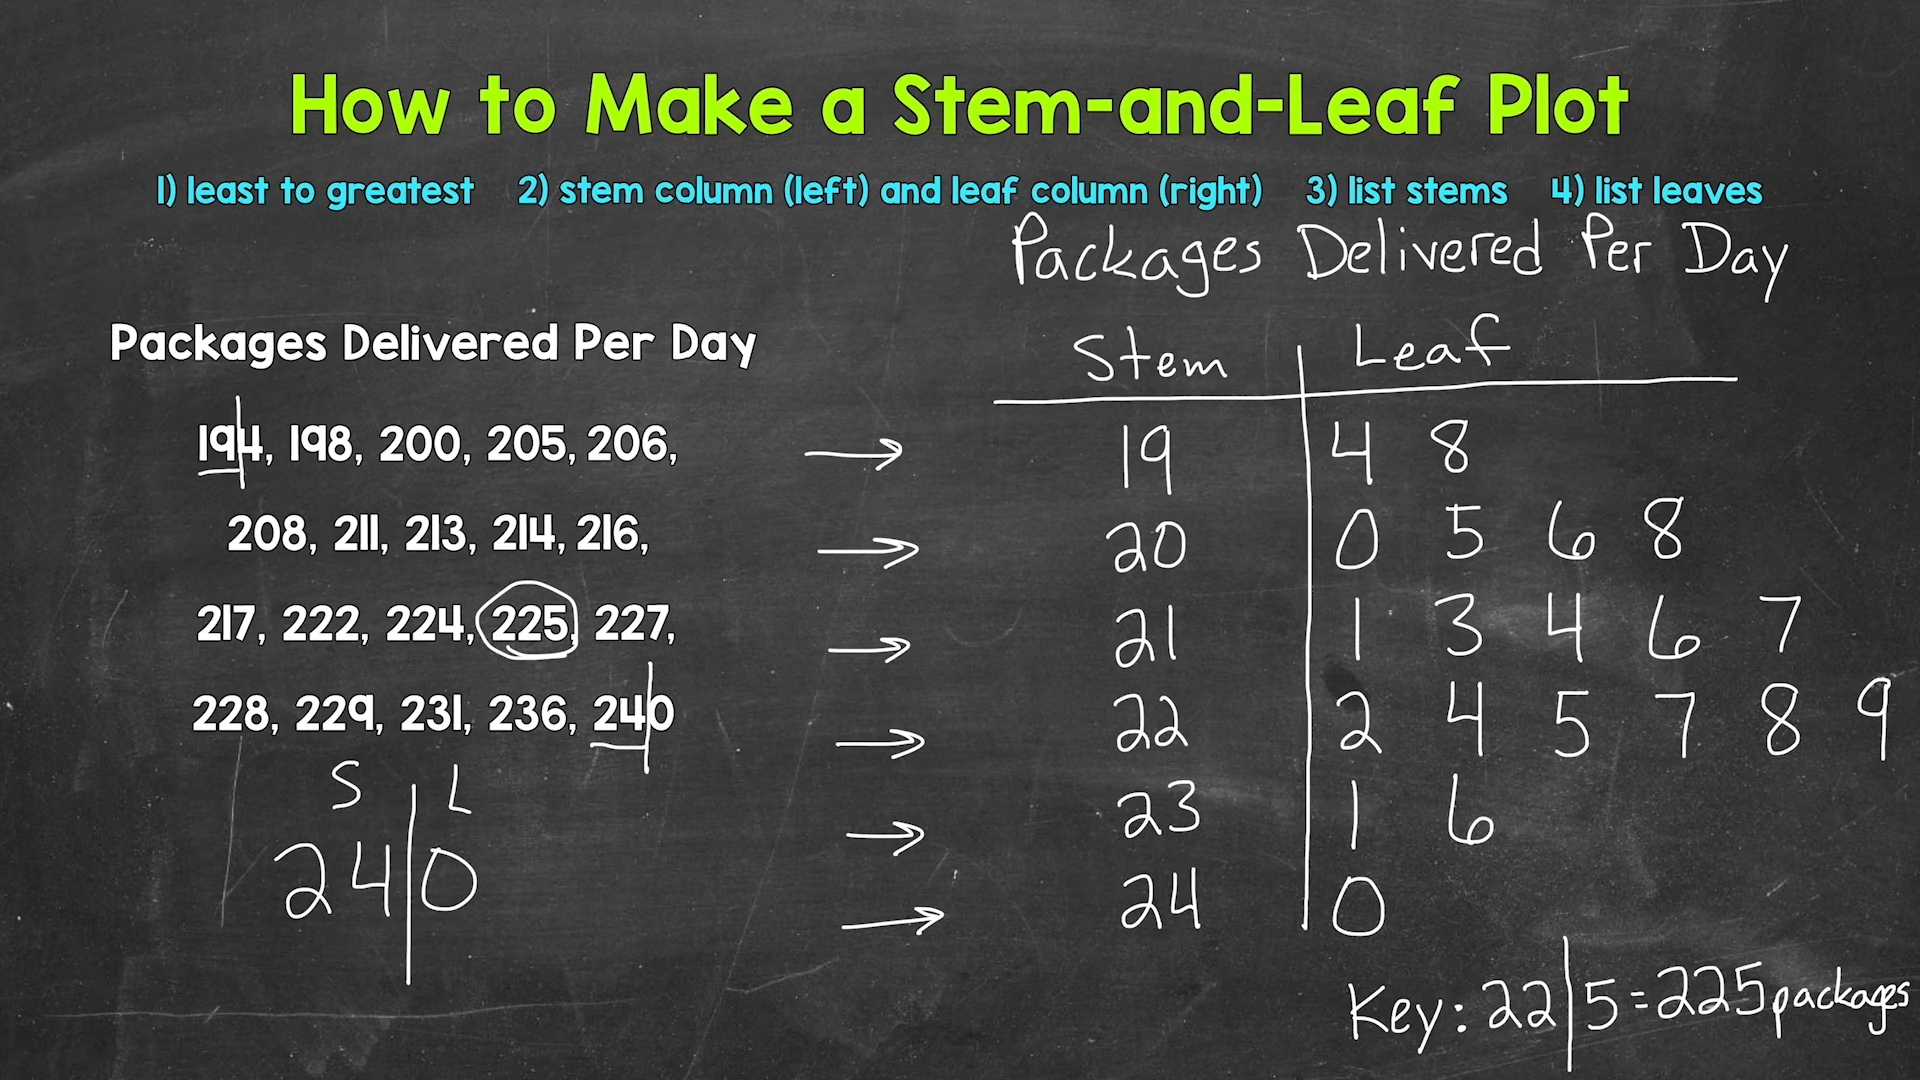 How to Make a Stem-and-Leaf Plot
1) least to greatest 2) stem column (left) and leaf column (right) 3) list stems 4) list leaves
Packages Delivered Per Day
Packages Delivered Per Day
194, 198, 200, 205, 206,
208, 211, 213, 214, 216,
217, 222, 224, 225, 227,
228, 229, 231, 236, 240
S L
24 0
Stem Leaf
19 4 8
20 0 5 6 8
21 1 3 4 6 7
22 2 4 5 7 8 9
23 1 6
24 0
Key: 22|5=225 packages